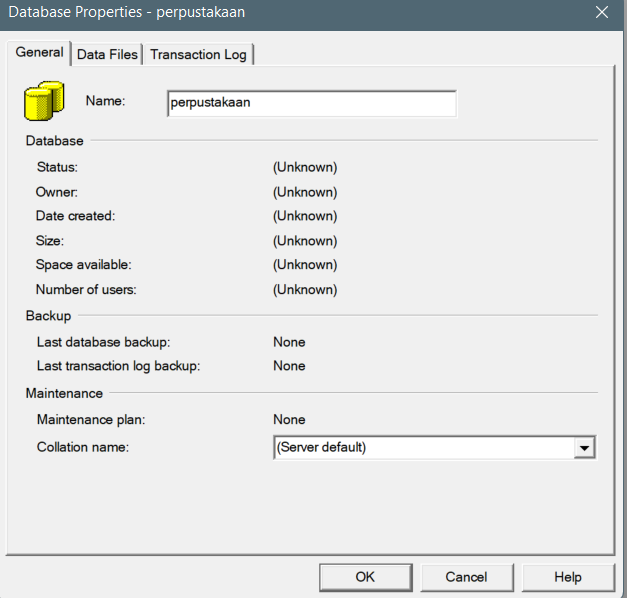 Database Properties - perpustakaan
General Data Files Transaction Log
Name: perpustakaan
Database
Status: (Unknown)
Owner: (Unknown)
Date created: (Unknown)
Size: (Unknown)
Space available: (Unknown)
Number of users: (Unknown)
Backup
Last database backup: None
Last transaction log backup: None
Maintenance
Maintenance plan: None
Collation name: (Server default)
OK Cancel Help